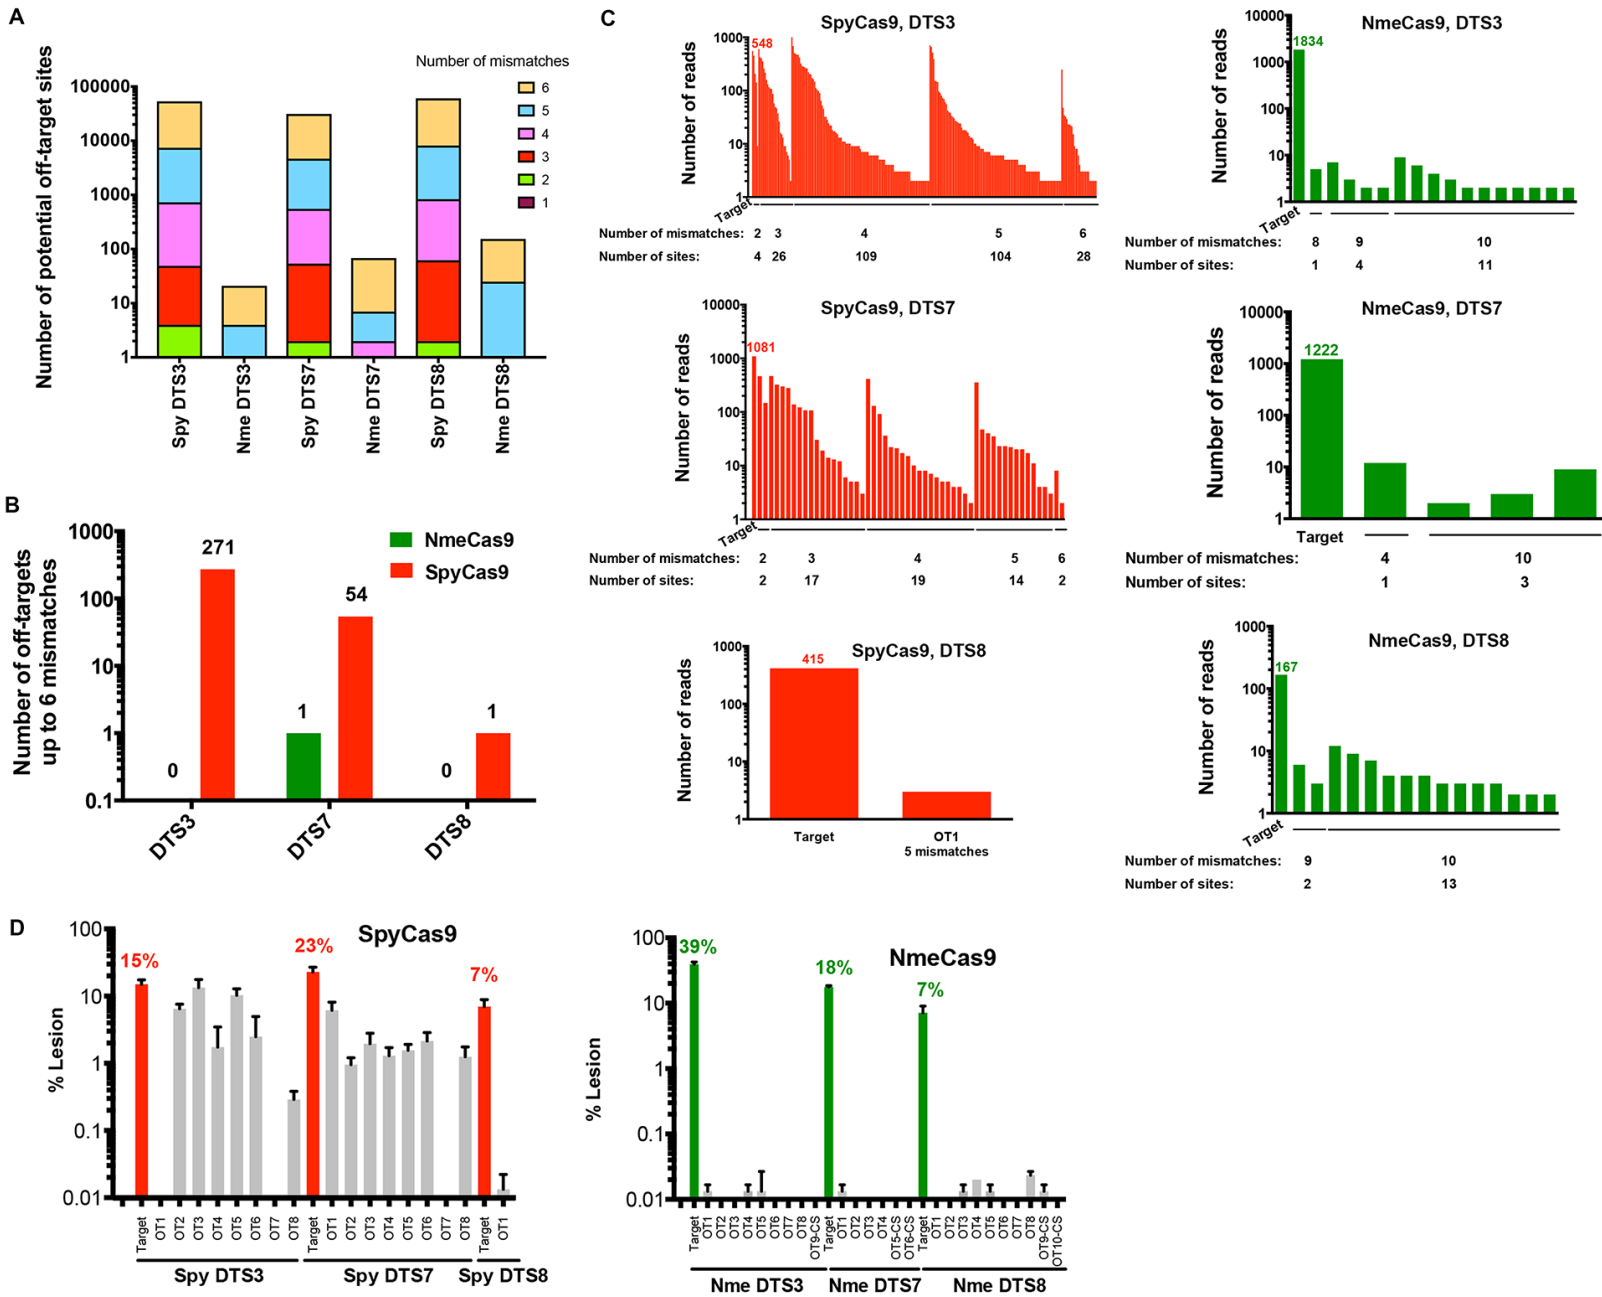 A
Number of potential off-target sites
100000
10000
1000
100
10
1
Number of mismatches
6
5
4
3
2
1
Spy DTS3
Nme DTS3
Spy DTS7
Nme DTS7
Spy DTS8
Nme DTS8
B
Number of off-targets
up to 6 mismatches
1000
100
10
1
0.1
NmeCas9
SpyCas9
0
271
1
54
0
1
DTS3
DTS7
DTS8
C
SpyCas9, DTS3
Number of reads
1000
100
10
1
548
Target
Number of mismatches: 2 3 4 5 6
Number of sites: 4 26 109 104 28
NmeCas9, DTS3
Number of reads
10000
1000
100
10
1
1834
Target
Number of mismatches: 8 9 10
Number of sites: 1 4 11
SpyCas9, DTS7
Number of reads
10000
1000
100
10
1
1081
Target
Number of mismatches: 2 3 4 5 6
Number of sites: 2 17 19 14 2
NmeCas9, DTS7
Number of reads
10000
1000
100
10
1
1222
Target
Number of mismatches: 4 10
Number of sites: 1 3
SpyCas9, DTS8
Number of reads
1000
100
10
1
415
Target
OT1
5 mismatches
NmeCas9, DTS8
Number of reads
1000
100
10
1
167
Target
Number of mismatches: 9 10
Number of sites: 2 13
D
SpyCas9
% Lesion
100
10
1
0.1
0.01
15%
23%
7%
Target
OT1
OT2
OT3
OT4
OT5
OT6
OT7
OT8
Target
OT1
OT2
OT3
OT4
OT5
OT6
OT7
OT8
Target
OT1
Spy DTS3
Spy DTS7
Spy DTS8
NmeCas9
% Lesion
100
10
1
0.1
0.01
39%
18%
7%
Target
OT1
OT2
OT3
OT4
OT5
OT6
OT7
OT8
OT9-CS
Target
OT1
OT2
OT3
OT4
OT5-CS
OT6-CS
Target
OT1
OT2
OT3
OT4
OT5
OT6
OT7
OT8
OT9-CS
OT10-CS
Nme DTS3
Nme DTS7
Nme DTS8